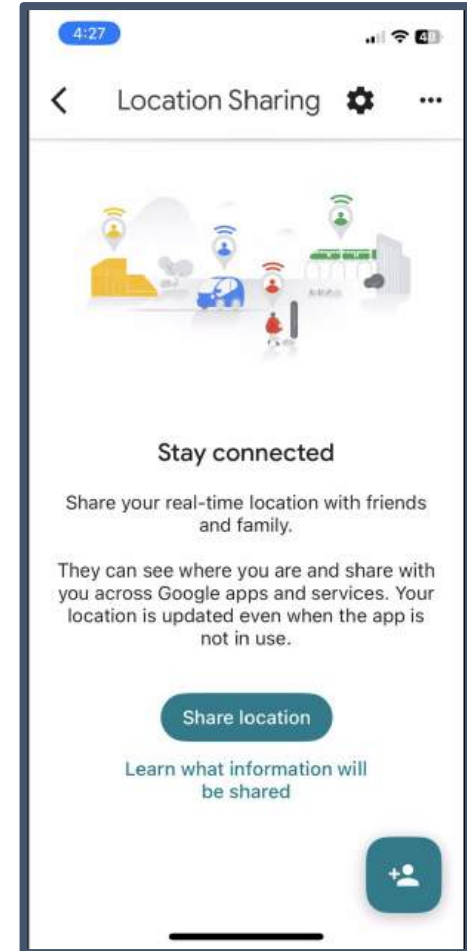 4:27
Location Sharing
Stay connected
Share your real-time location with friends
and family.
They can see where you are and share with
you across Google apps and services. Your
location is updated even when the app is
not in use.
Share location
Learn what information will
be shared